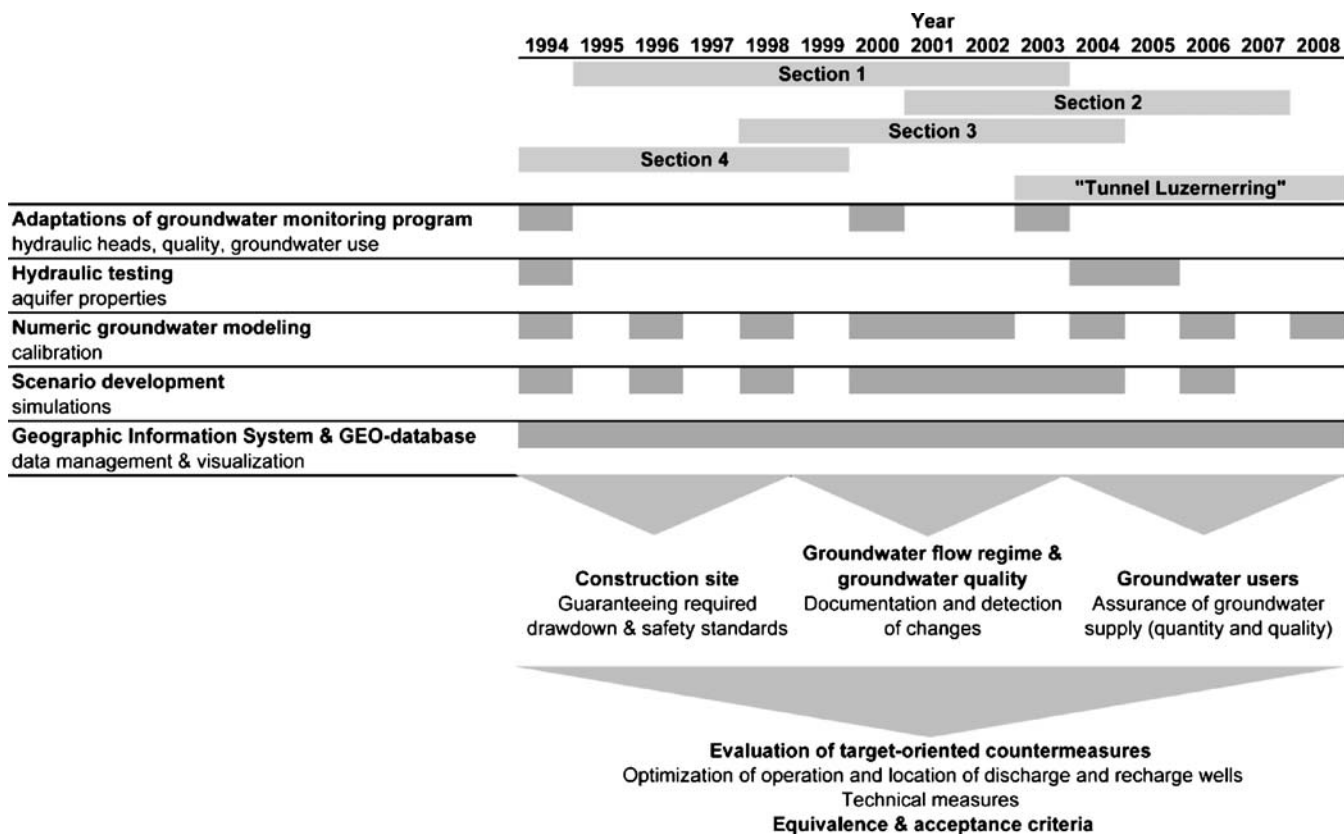 Year
1994 1995 1996 1997 1998 1999 2000 2001 2002 2003 2004 2005 2006 2007 2008
Section 1
Section 2
Section 3
Section 4
"Tunnel Luzernerring"
Adaptations of groundwater monitoring program
hydraulic heads, quality, groundwater use
Hydraulic testing
aquifer properties
Numeric groundwater modeling
calibration
Scenario development
simulations
Geographic Information System & GEO-database
data management & visualization
Construction site
Guaranteeing required
drawdown & safety standards
Groundwater flow regime &
groundwater quality
Documentation and detection
of changes
Groundwater users
Assurance of groundwater
supply (quantity and quality)
Evaluation of target-oriented countermeasures
Optimization of operation and location of discharge and recharge wells
Technical measures
Equivalence & acceptance criteria